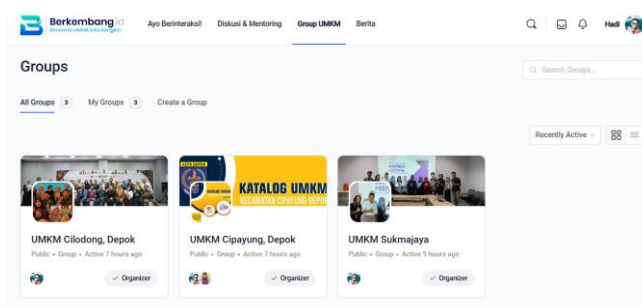 Berkembang.id
Bersama UMKM, Kita Bangkit
Ayo Berinteraksi! Diskusi & Mentoring Group UMKM Berita
Hadi
Groups
Search Groups...
All Groups 3 My Groups 3 Create a Group
Recently Active
KATALOG UMKM
KECAMATAN CIPAYUNG DEPOK
UMKM Cilodong, Depok
Public • Group • Active 7 hours ago
Organizer
UMKM Cipayung, Depok
Public • Group • Active 7 hours ago
Organizer
UMKM Sukmajaya
Public • Group • Active 9 hours ago
Organizer